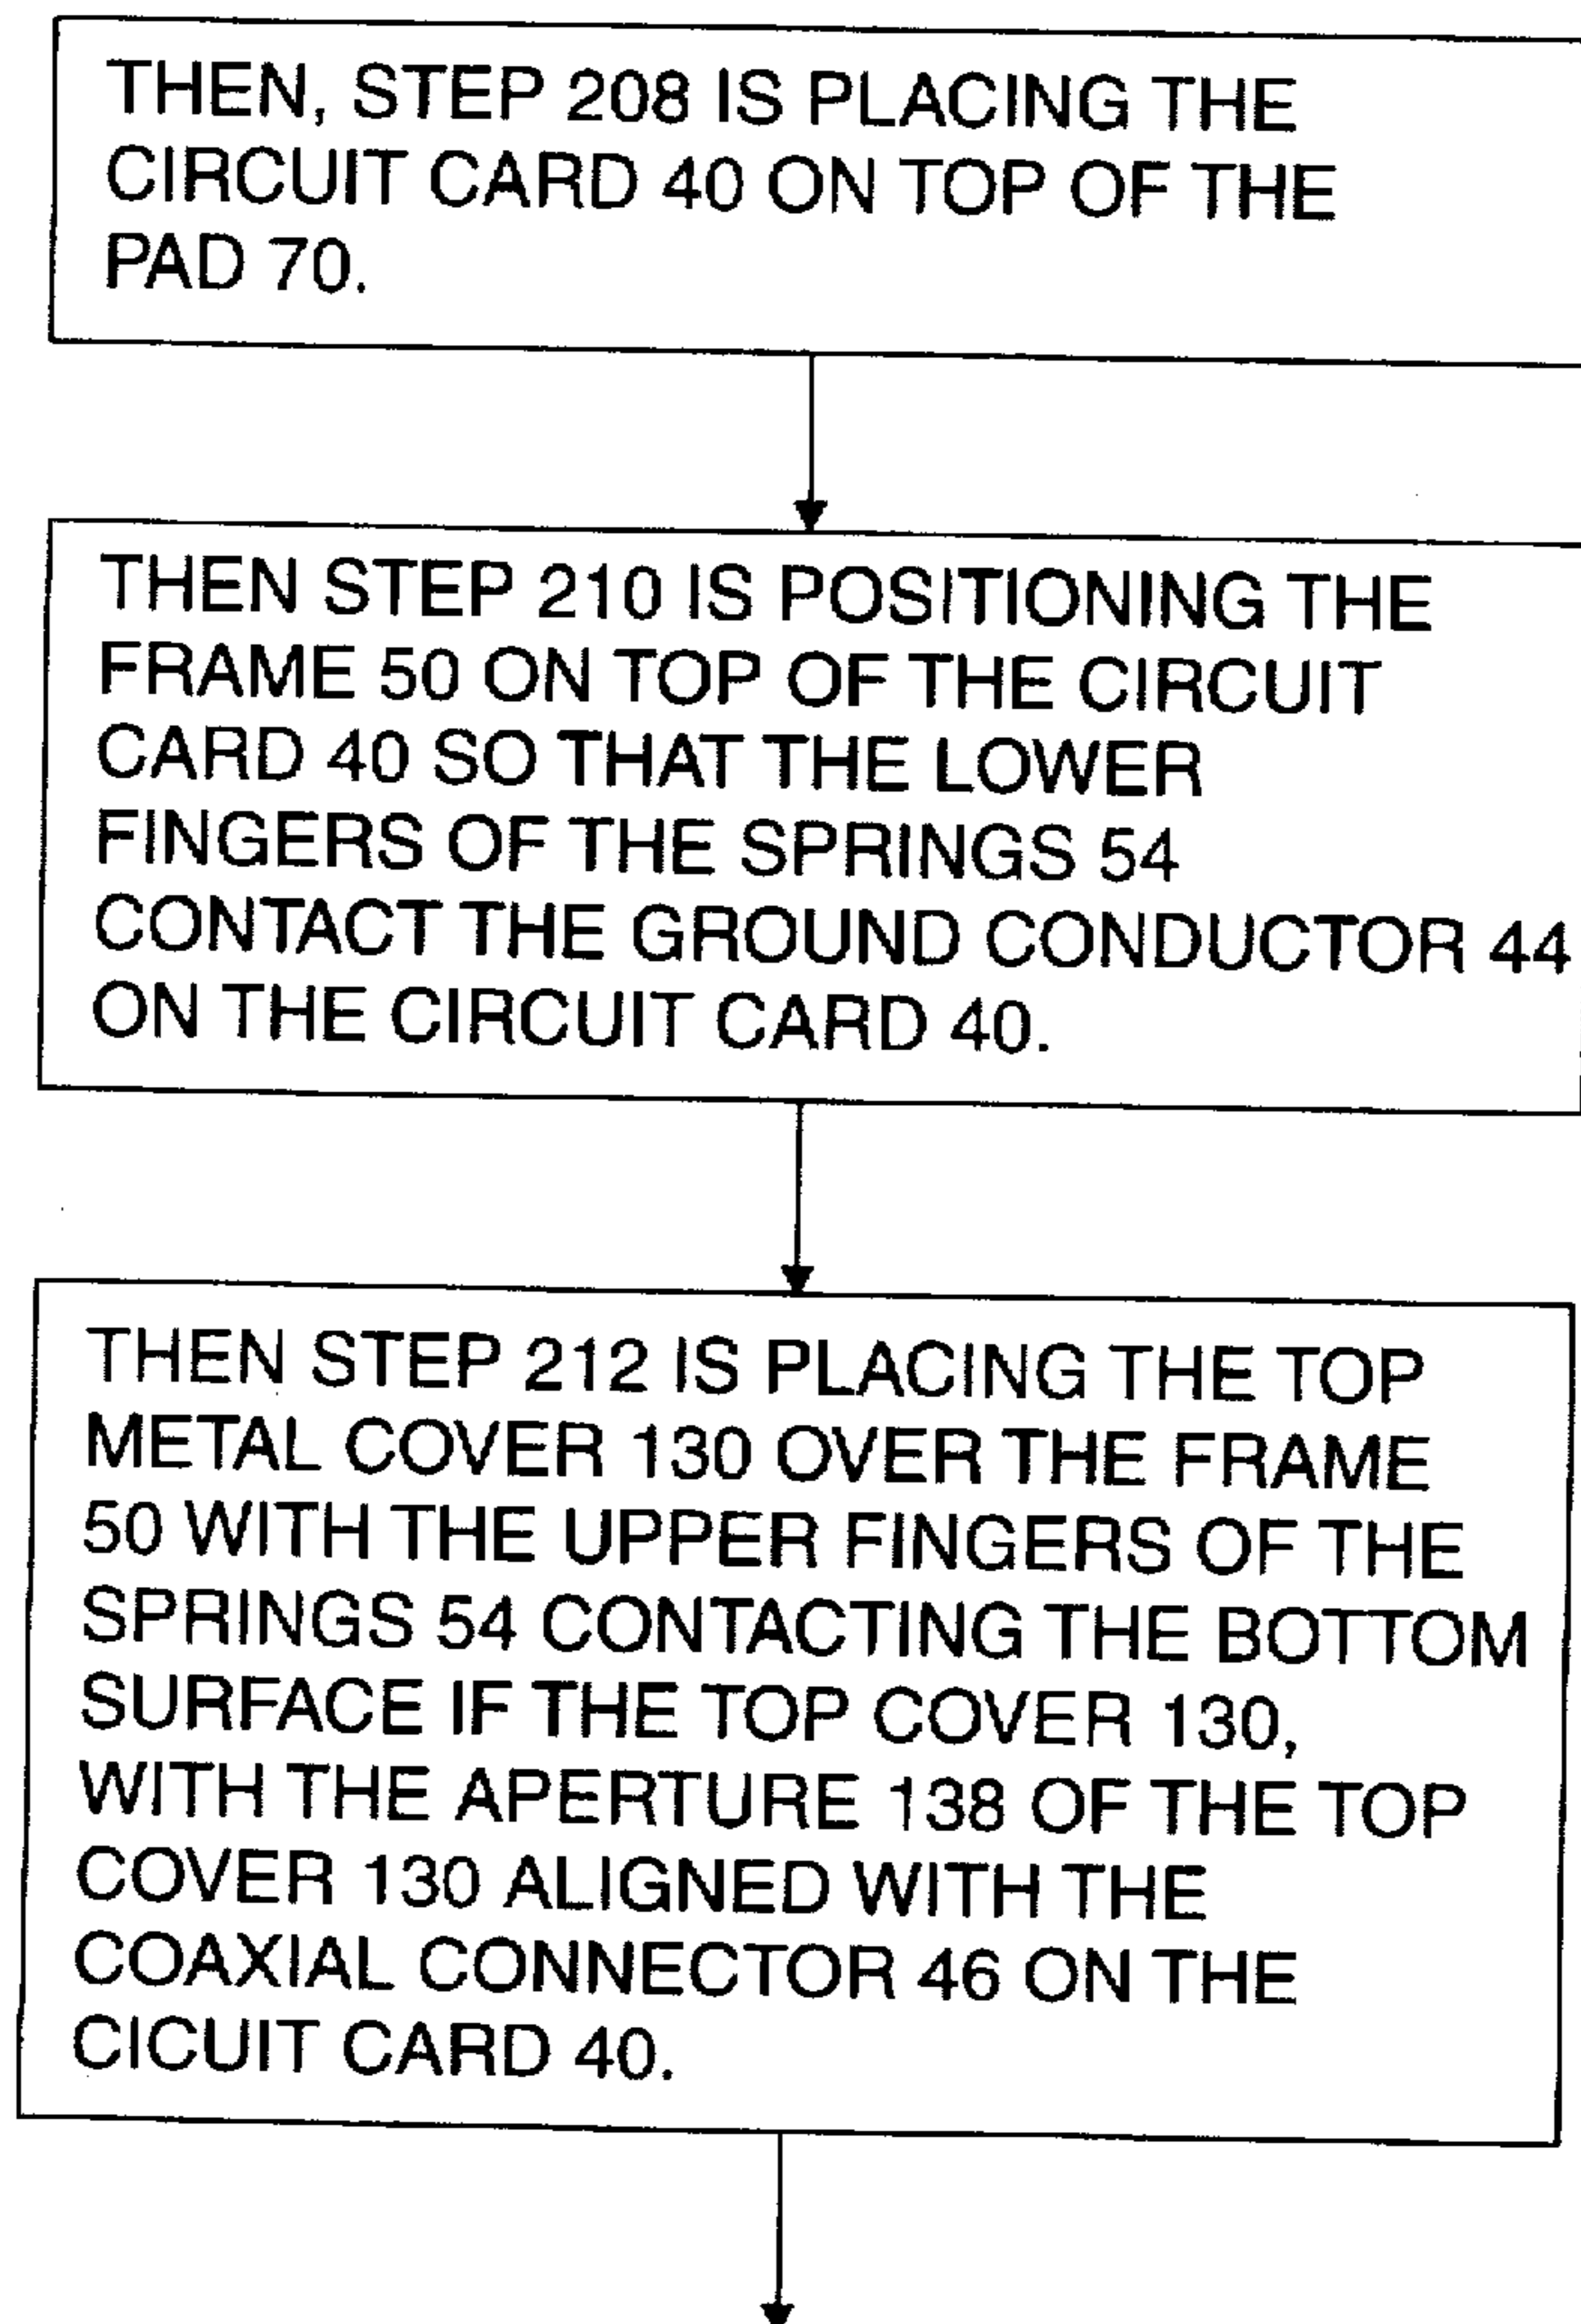 THEN, STEP 208 IS PLACING THE
CIRCUIT CARD 40 ON TOP OF THE
PAD 70.
THEN STEP 210 IS POSITIONING THE
FRAME 50 ON TOP OF THE CIRCUIT
CARD 40 SO THAT THE LOWER
FINGERS OF THE SPRINGS 54
CONTACT THE GROUND CONDUCTOR 44
ON THE CIRCUIT CARD 40.
THEN STEP 212 IS PLACING THE TOP
METAL COVER 130 OVER THE FRAME
50 WITH THE UPPER FINGERS OF THE
SPRINGS 54 CONTACTING THE BOTTOM
SURFACE IF THE TOP COVER 130,
WITH THE APERTURE 138 OF THE TOP
COVER 130 ALIGNED WITH THE
COAXIAL CONNECTOR 46 ON THE
CICUIT CARD 40.